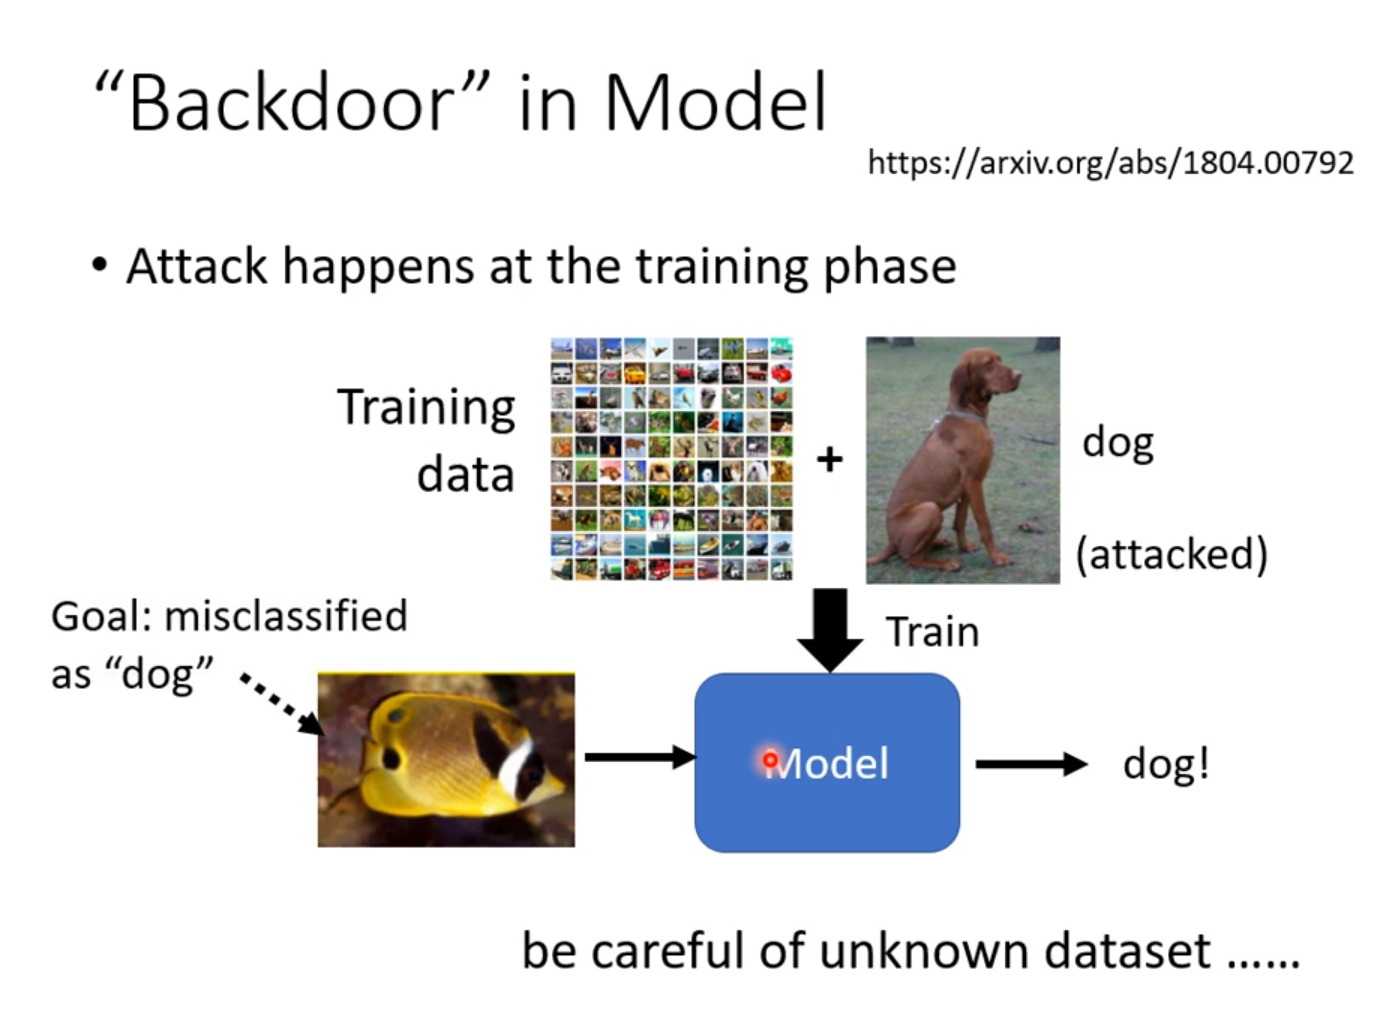 “Backdoor” in Model
https://arxiv.org/abs/1804.00792
• Attack happens at the training phase
Training
data
+
dog
(attacked)
Goal: misclassified
as “dog”
Train
Model
dog!
be careful of unknown dataset ……